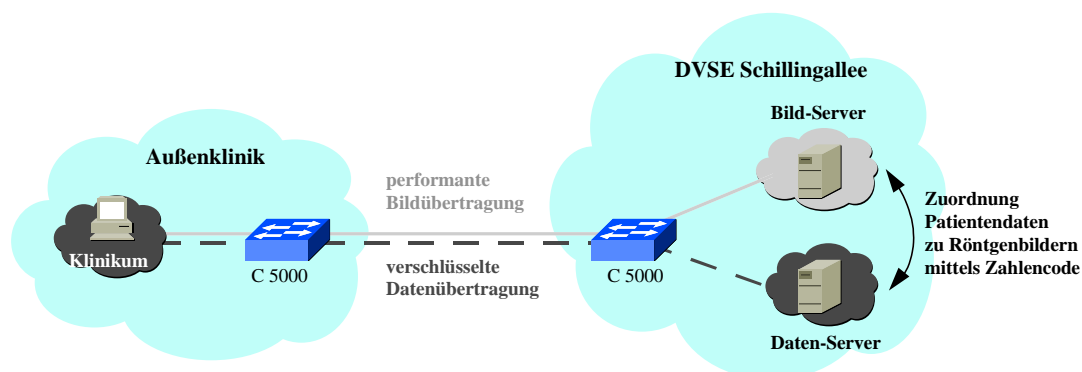 DVSE Schillingallee
Bild-Server
Außenklinik
performante
Bildübertragung
Zuordnung
Patientendaten
zu Röntgenbildern
mittels Zahlencode
Klinikum
C 5000
verschlüsselte
Datenübertragung
C 5000
Daten-Server